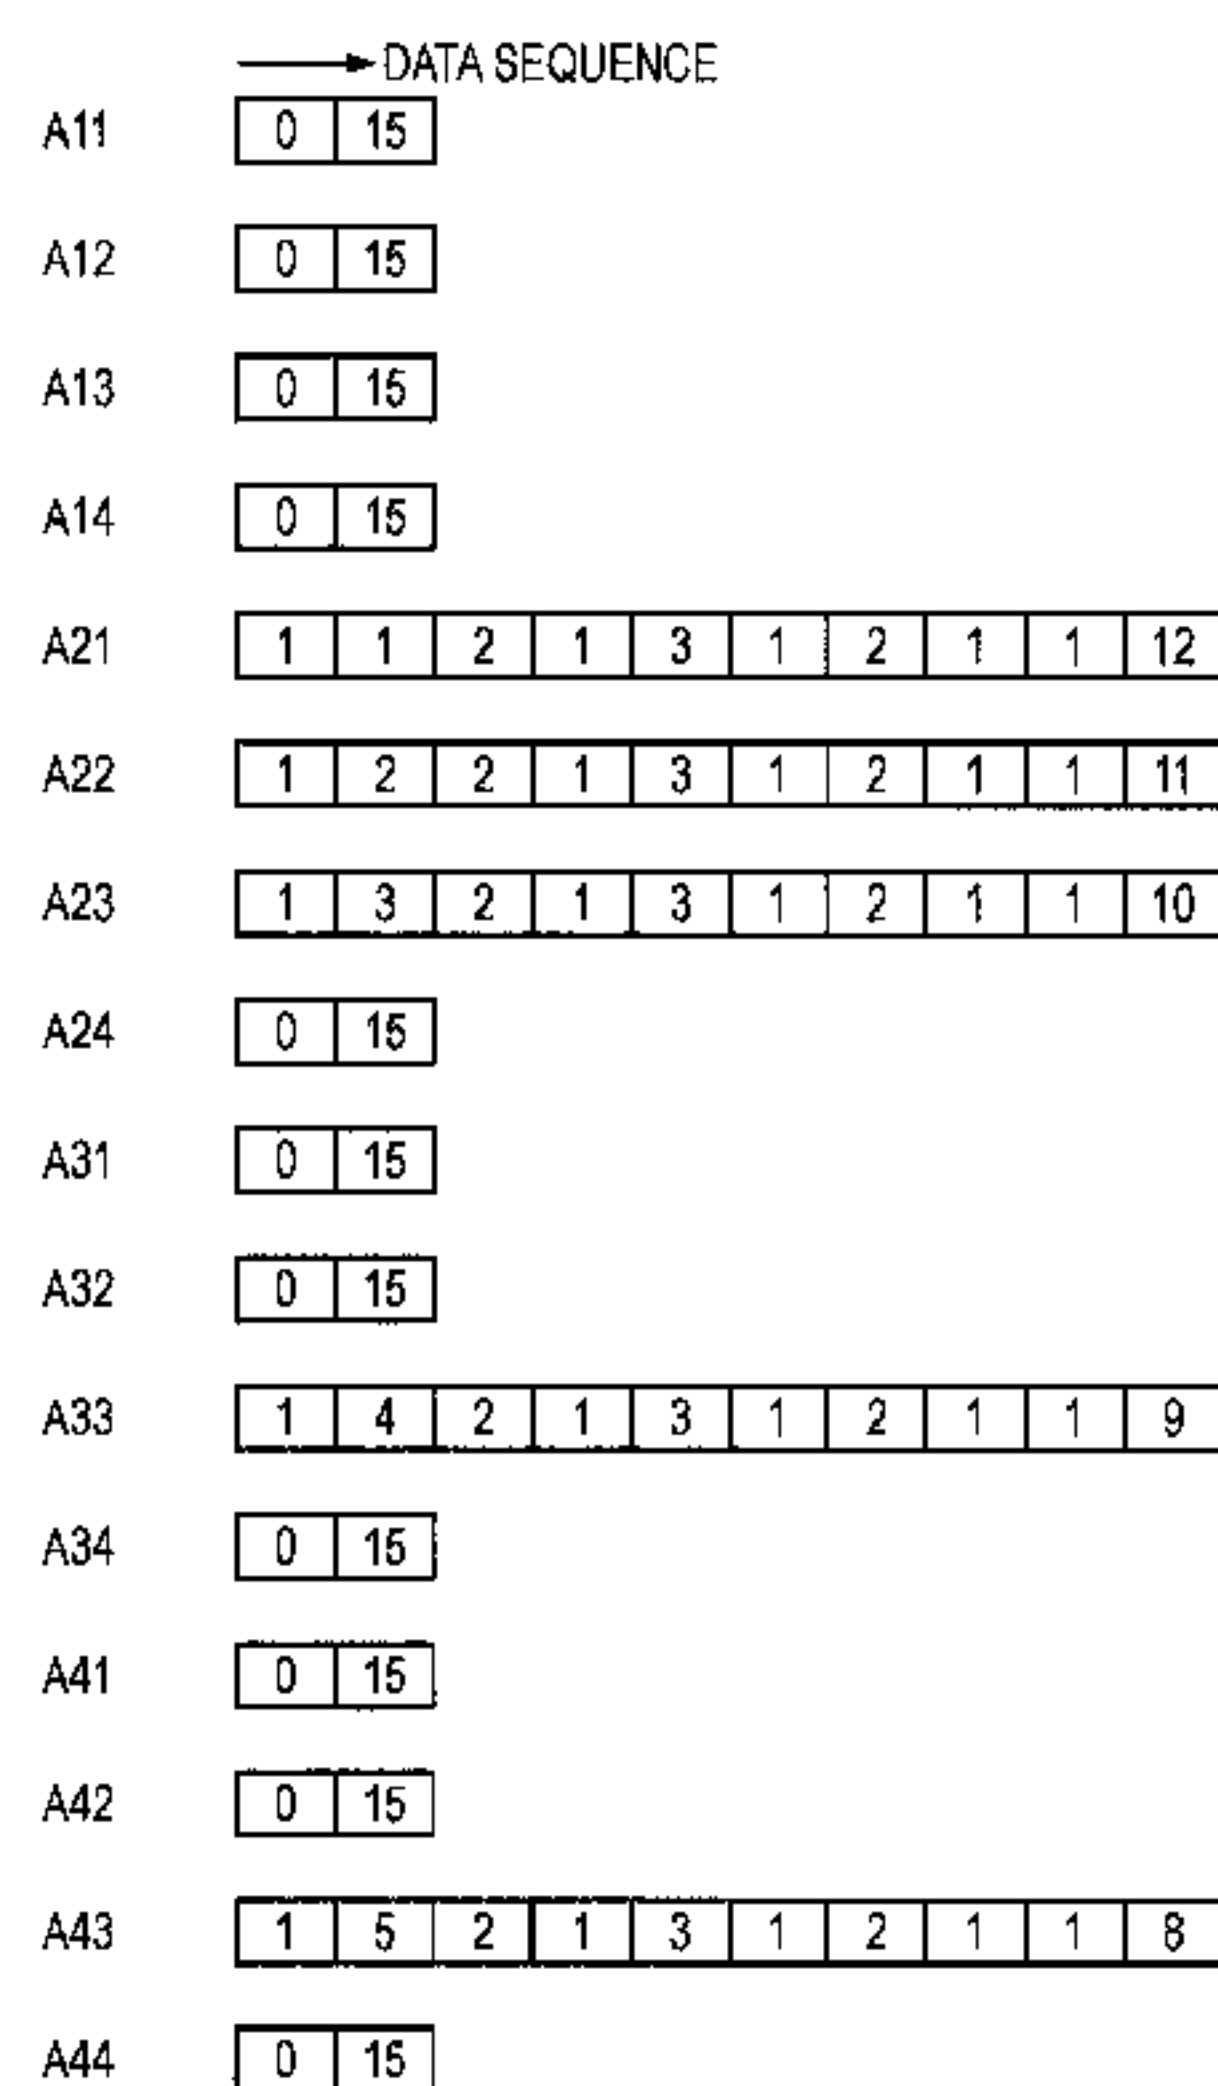 DATA SEQUENCE
A11 0 15
A12 0 15
A13 0 15
A14 0 15
A21 1 1 2 1 3 1 2 1 1 12
A22 1 2 2 1 3 1 2 1 1 11
A23 1 3 2 1 3 1 2 1 1 10
A24 0 15
A31 0 15
A32 0 15
A33 1 4 2 1 3 1 2 1 1 9
A34 0 15
A41 0 15
A42 0 15
A43 1 5 2 1 3 1 2 1 1 8
A44 0 15